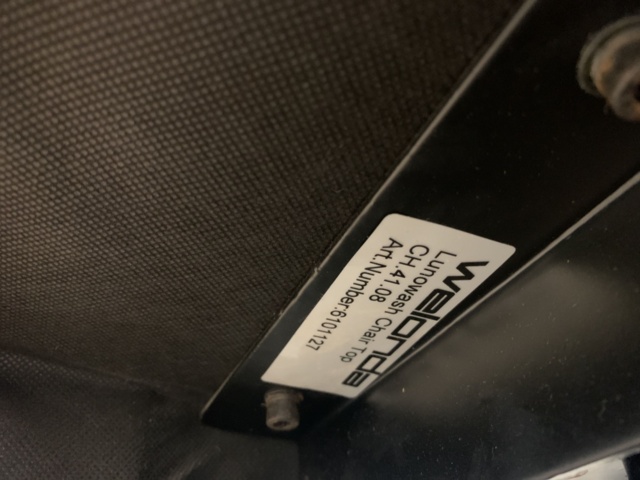 welonda
Lunowash Chair Top
CH.41.08
Art.Number:6101127